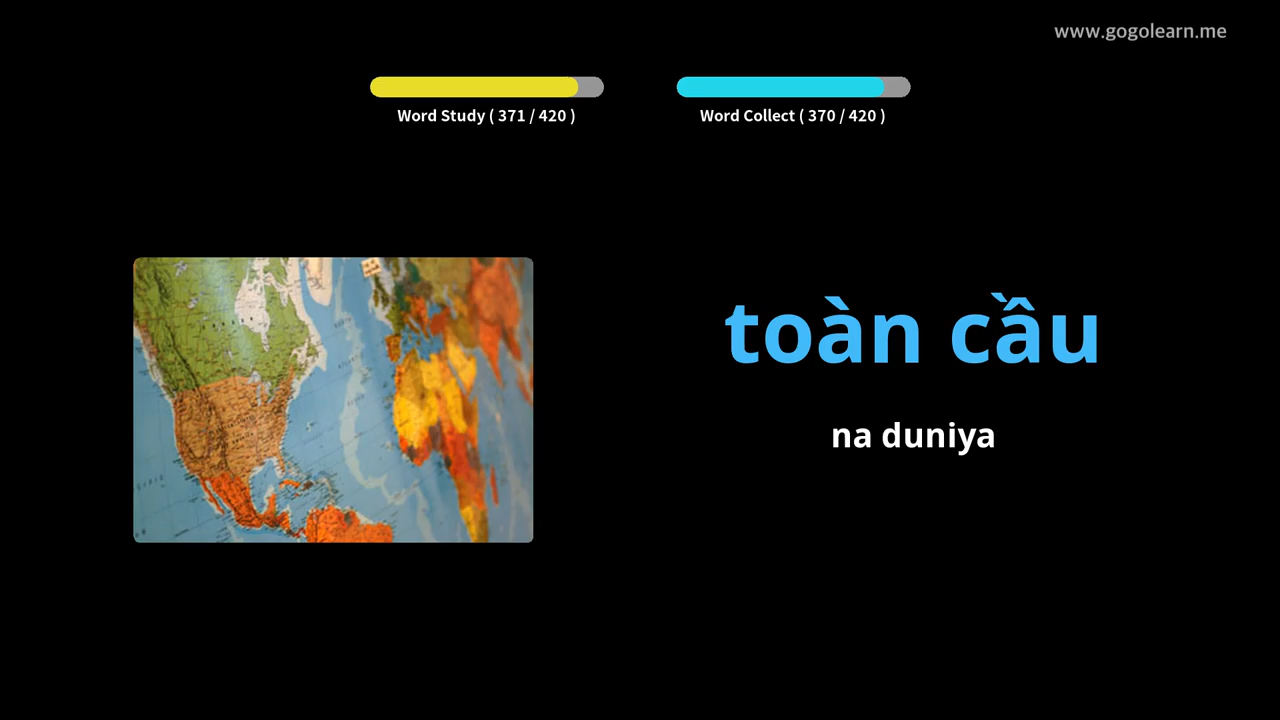 www.gogolearn.me
Word Study ( 371 / 420 )
Word Collect ( 370 / 420 )
toàn cầu
na duniya